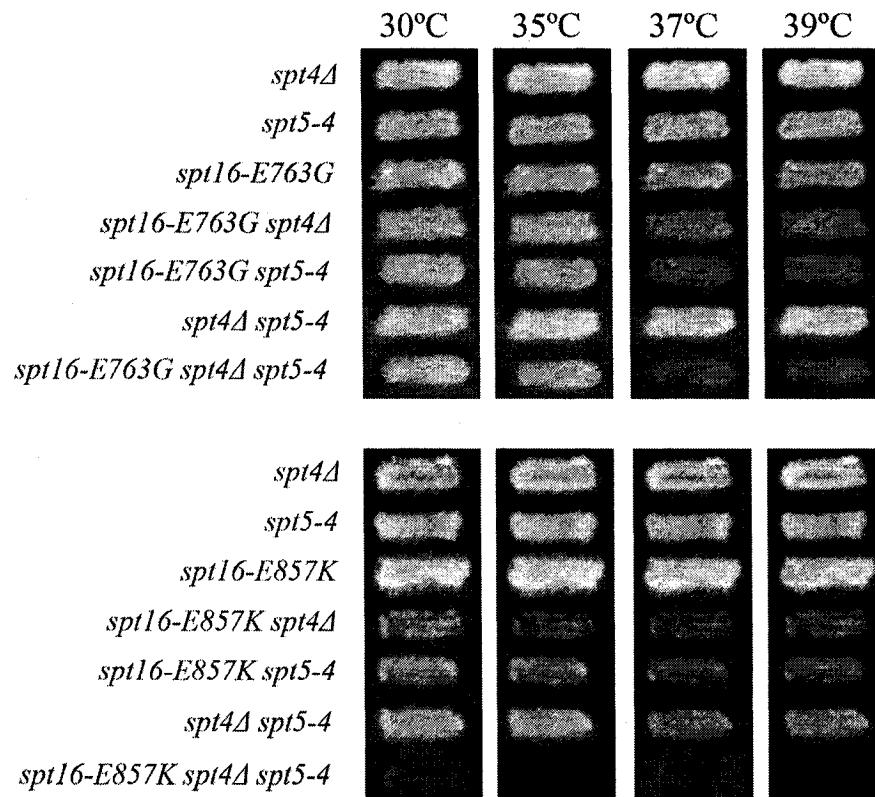 30ºC 35ºC 37ºC 39ºC
spt4Δ
spt5-4
spt16-E763G
spt16-E763G spt4Δ
spt16-E763G spt5-4
spt4Δ spt5-4
spt16-E763G spt4Δ spt5-4
spt4Δ
spt5-4
spt16-E857K
spt16-E857K spt4Δ
spt16-E857K spt5-4
spt4Δ spt5-4
spt16-E857K spt4Δ spt5-4